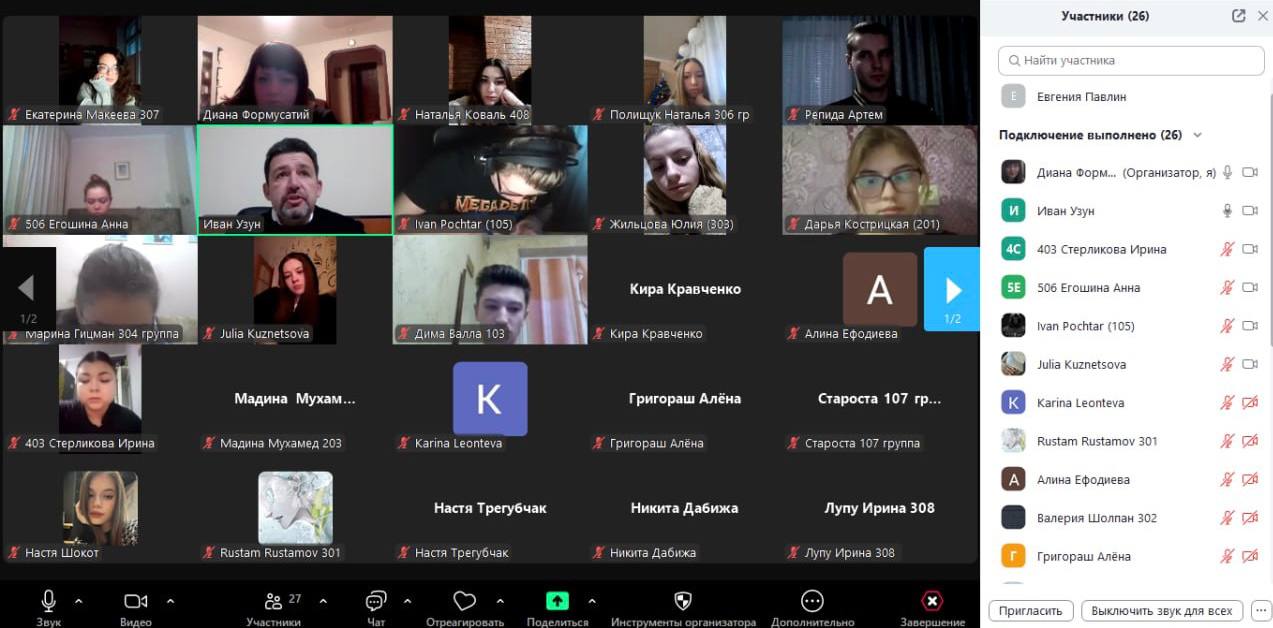 Екатерина Макеева 307
Диана Формусатий
Наталья Коваль 408
Полищук Наталья 306 гр
Репида Артем
506 Егошина Анна
Иван Узун
MEGADE
Ivan Pochtar (105)
Жильцова Юлия (303)
Дарья Кострицкая (201)
1/2
Марина Гицман 304 группа
Julia Kuznetsova
Дима Валла 103
Кира Кравченко
Кира Кравченко
А
Алина Ефодиева
1/2
403 Стерликова Ирина
Мадина Мухам...
Мадина Мухамед 203
K
Karina Leonteva
Григораш Алёна
Григораш Алёна
Староста 107 гр...
Староста 107 группа
Настя Шокот
Rustam Rustamov 301
Настя Трегубчак
Настя Трегубчак
Никита Дабижа
Никита Дабижа
Лупу Ирина 308
Лупу Ирина 308
Звук
Видео
27
Участники
Чат
Отреагировать
Поделиться
Инструменты организатора
Дополнительно
Завершение
Участники (26)
Найти участника
Е Евгения Павлин
Подключение выполнено (26)
Диана Форм... (Организатор, я)
И Иван Узун
4С 403 Стерликова Ирина
5Е 506 Егошина Анна
Ivan Pochtar (105)
Julia Kuznetsova
K Karina Leonteva
Rustam Rustamov 301
А Алина Ефодиева
Валерия Шолпан 302
Г Григораш Алёна
Пригласить
Выключить звук для всех
...